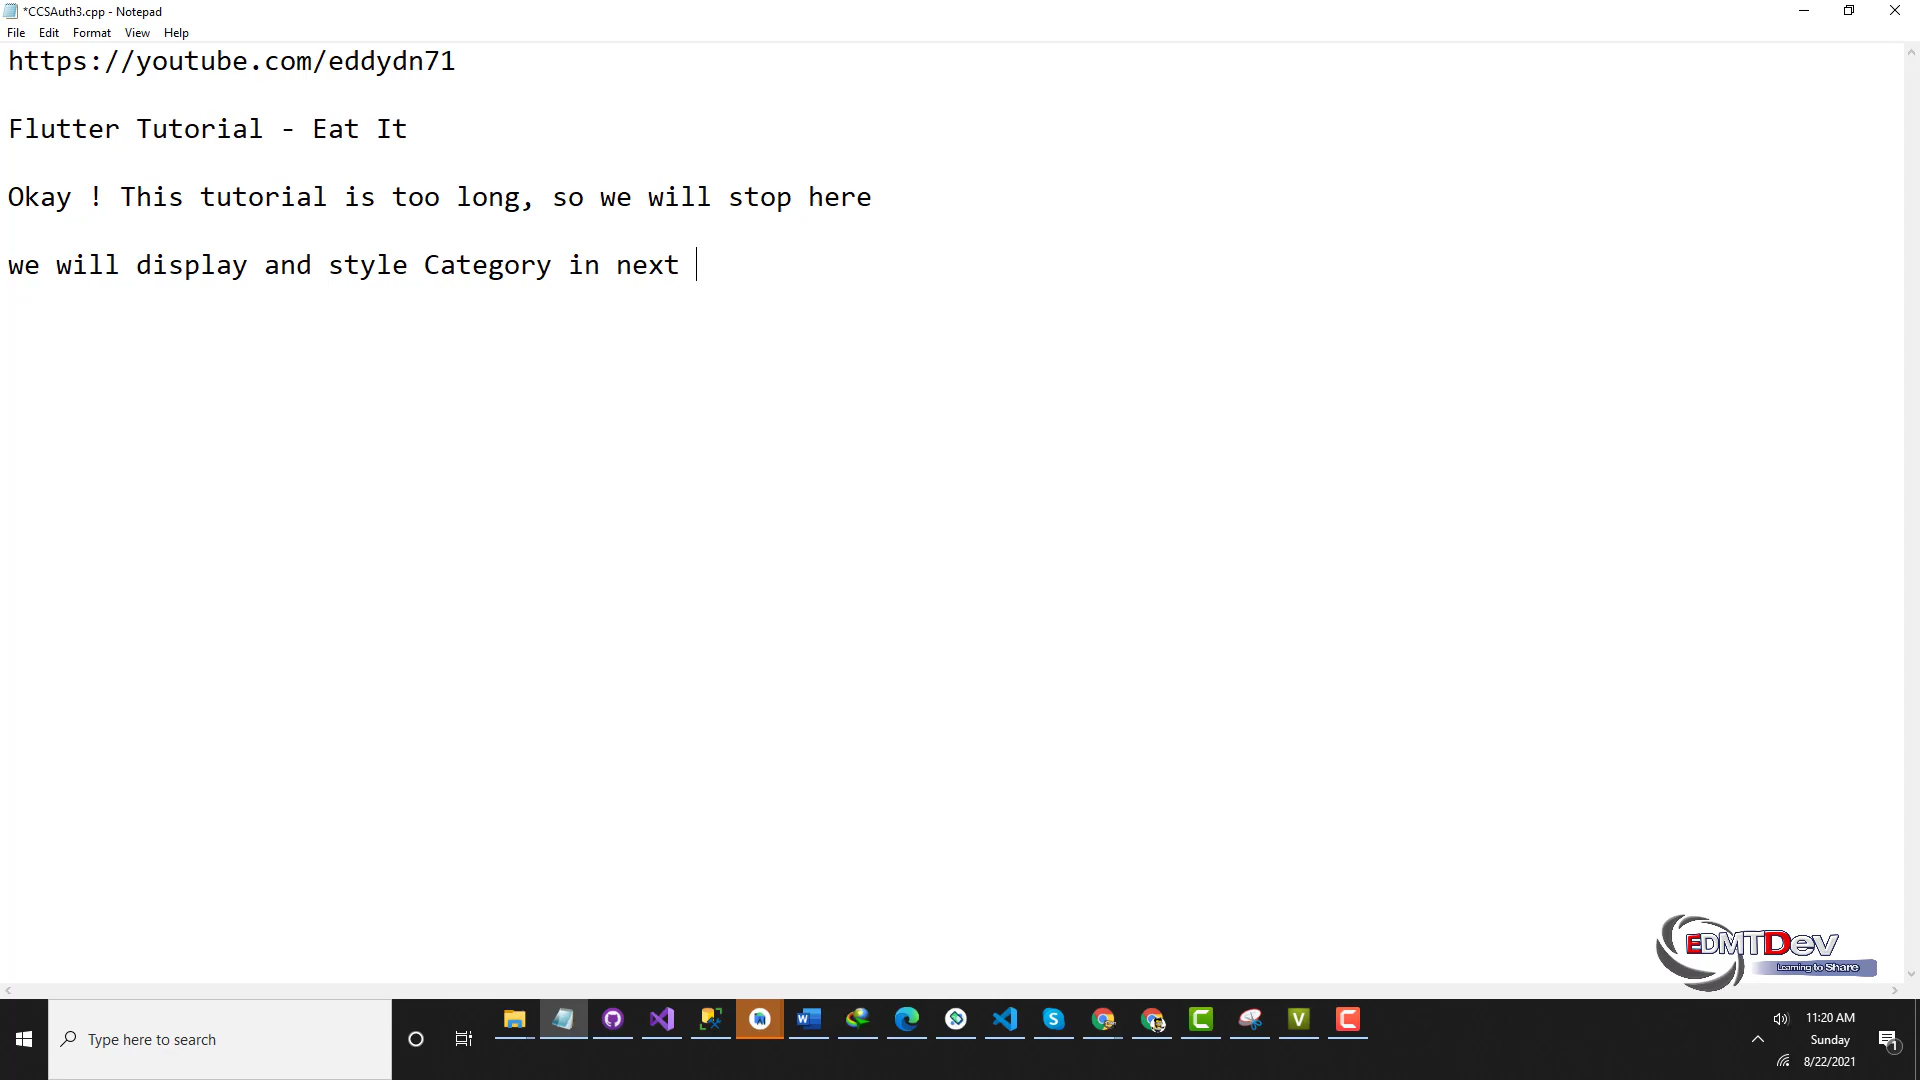 *CCSAuth3.cpp - Notepad
File Edit Format View Help
https://youtube.com/eddydn71
Flutter Tutorial - Eat It
Okay ! This tutorial is too long, so we will stop here
we will display and style Category in next
EDMTDev
Learning to Share
Type here to search
11:20 AM
Sunday
8/22/2021
1